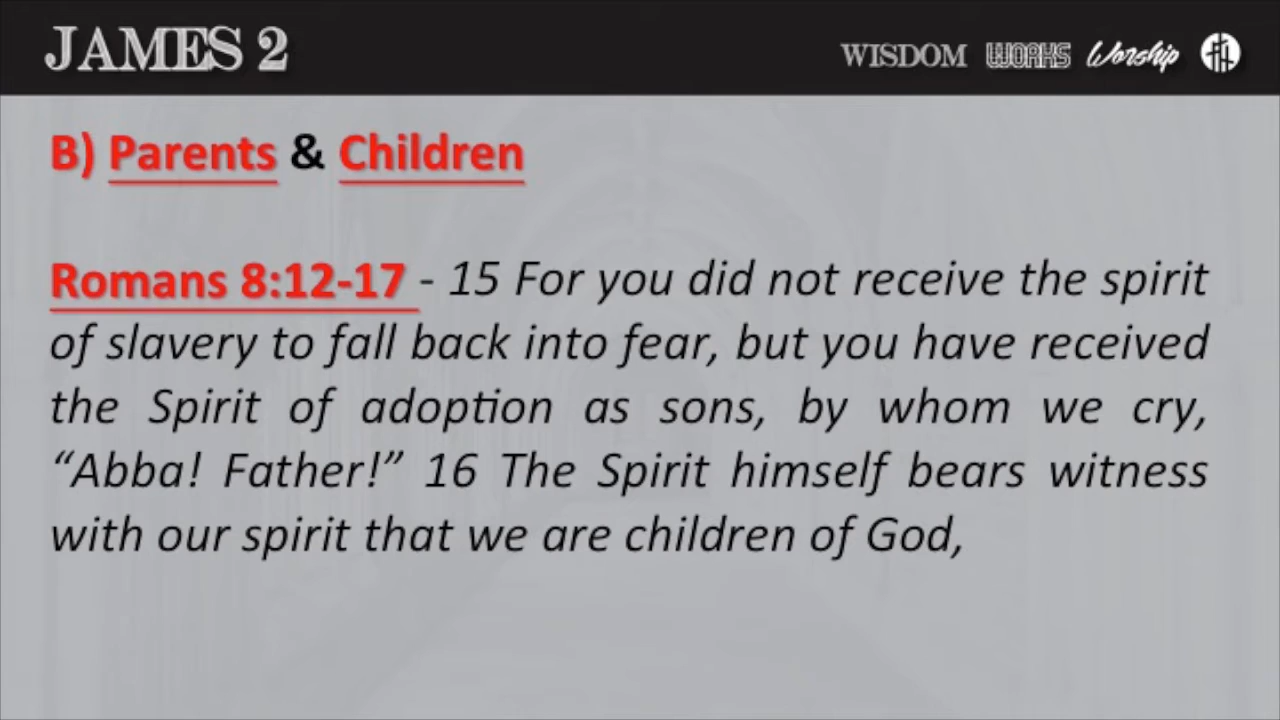 JAMES 2
WISDOM WORKS Worship
B) Parents & Children
Romans 8:12-17 - 15 For you did not receive the spirit
of slavery to fall back into fear, but you have received
the Spirit of adoption as sons, by whom we cry,
“Abba! Father!” 16 The Spirit himself bears witness
with our spirit that we are children of God,